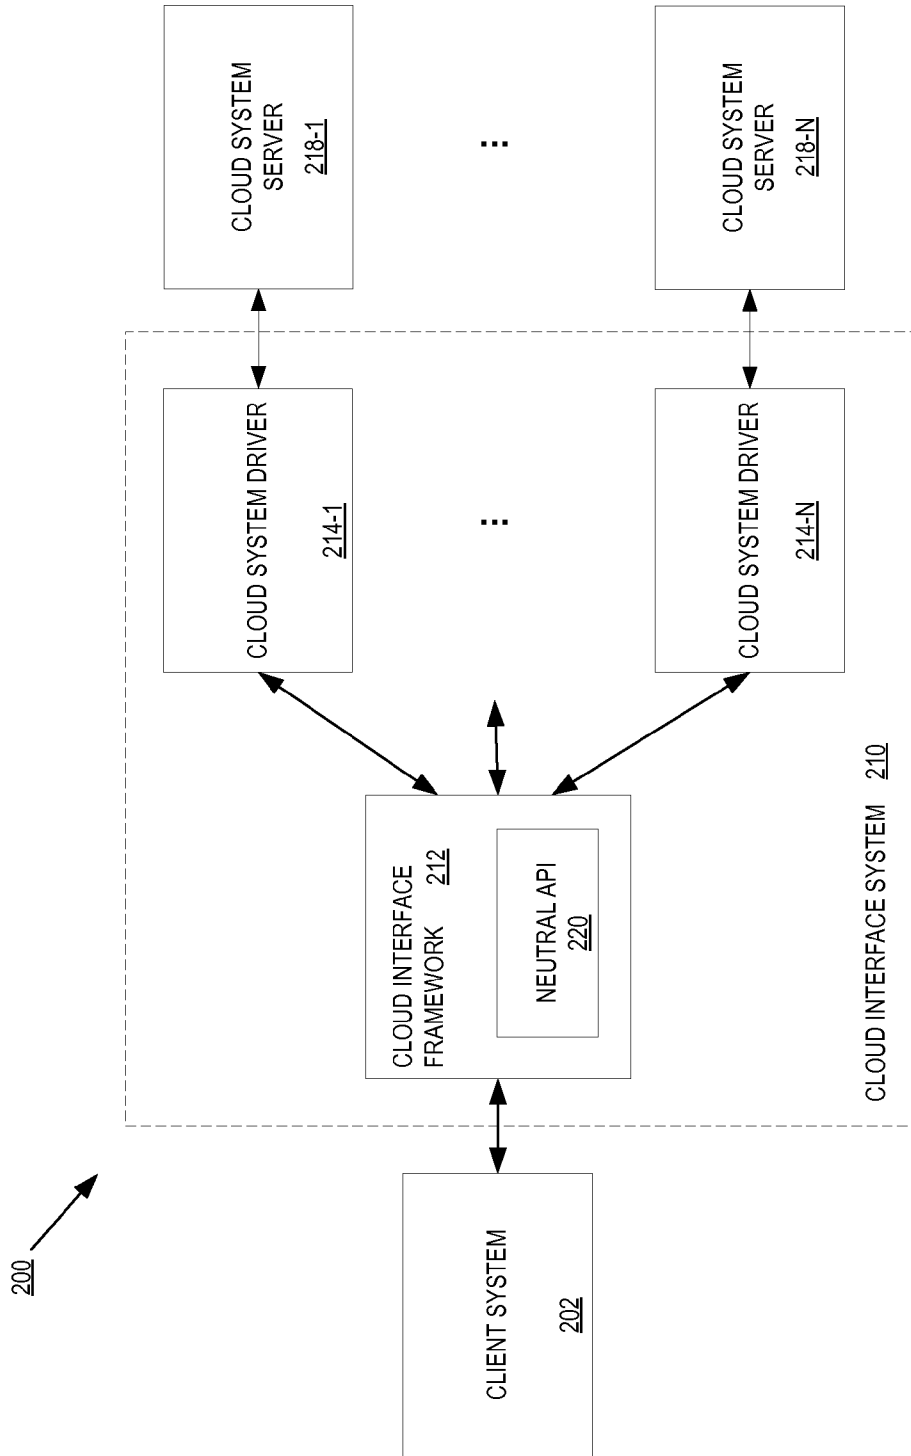 200
CLIENT SYSTEM
202
CLOUD INTERFACE
FRAMEWORK 212
NEUTRAL API
220
CLOUD INTERFACE SYSTEM 210
CLOUD SYSTEM DRIVER
214-1
...
CLOUD SYSTEM DRIVER
214-N
CLOUD SYSTEM
SERVER
218-1
...
CLOUD SYSTEM
SERVER
218-N